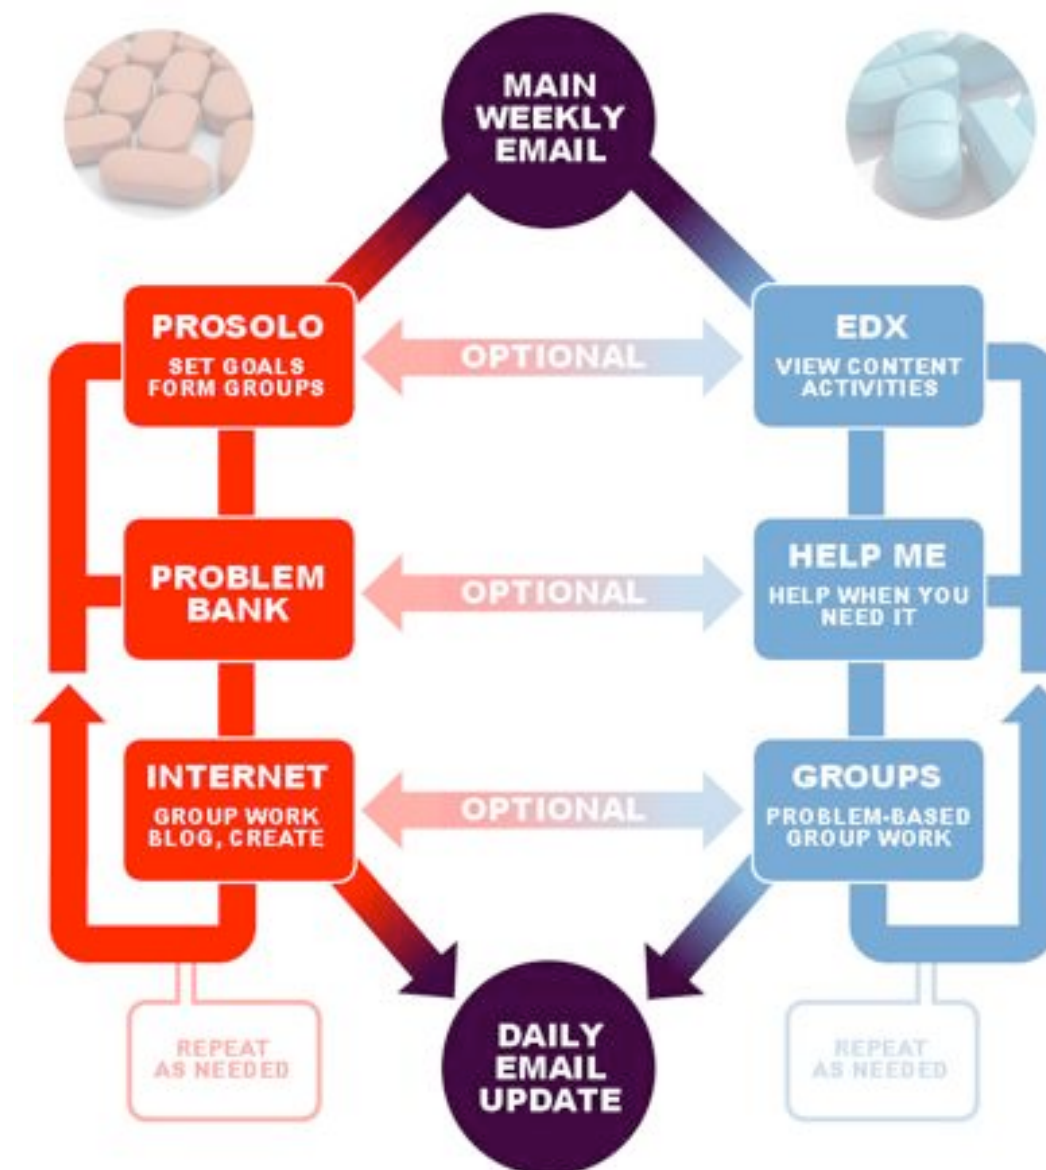 MAIN
WEEKLY
EMAIL
PROSOLO
SET GOALS
FORM GROUPS
OPTIONAL
EDX
VIEW CONTENT
ACTIVITIES
PROBLEM
BANK
OPTIONAL
HELP ME
HELP WHEN YOU
NEED IT
INTERNET
GROUP WORK
BLOG, CREATE
OPTIONAL
GROUPS
PROBLEM-BASED
GROUP WORK
REPEAT
AS NEEDED
DAILY
EMAIL
UPDATE
REPEAT
AS NEEDED